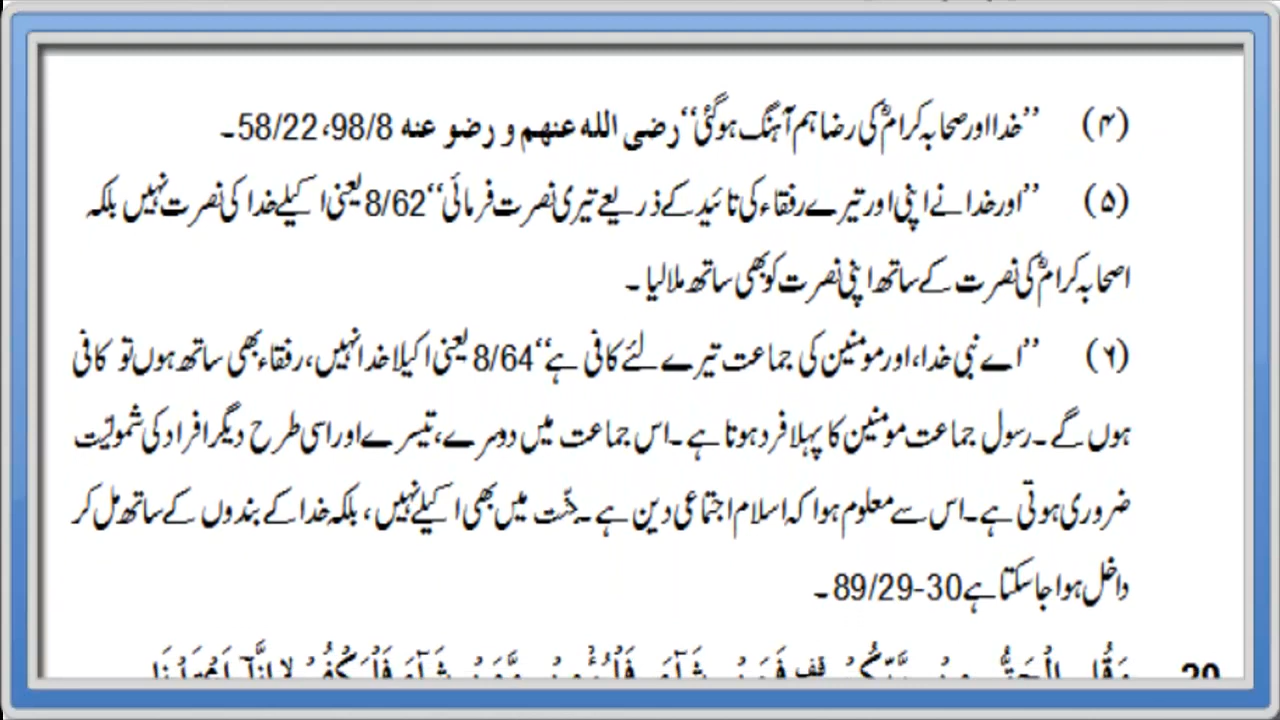 (۴) ’’خدا اور صحابہ کرامؓ کی رضا ہم آہنگ ہوگئی‘‘ رضی الله عنهم و رضو عنه 98/8، 58/22۔
(۵) ’’اور خدا نے اپنی اور تیرے رفقاء کی تائید کے ذریعے تیری نصرت فرمائی‘‘ 8/62 یعنی اکیلے خدا کی نصرت نہیں بلکہ
اصحابہ کرامؓ کی نصرت کے ساتھ اپنی نصرت کو بھی ساتھ ملا لیا ۔
(۶) ’’اے نبی خدا، اور مومنین کی جماعت تیرے لئے کافی ہے‘‘ 8/64 یعنی اکیلا خدا نہیں، رفقاء بھی ساتھ ہوں تو کافی
ہوں گے ۔ رسول جماعت مومنین کا پہلا فرد ہوتا ہے ۔ اس جماعت میں دوسرے، تیسرے اور اسی طرح دیگر افراد کی شمولیّت
ضروری ہوتی ہے ۔ اس سے معلوم ہوا کہ اسلام اجتماعی دین ہے ۔ جنّت میں بھی اکیلے نہیں ، بلکہ خدا کے بندوں کے ساتھ مل کر
داخل ہوا جا سکتا ہے 89/29-30 ۔